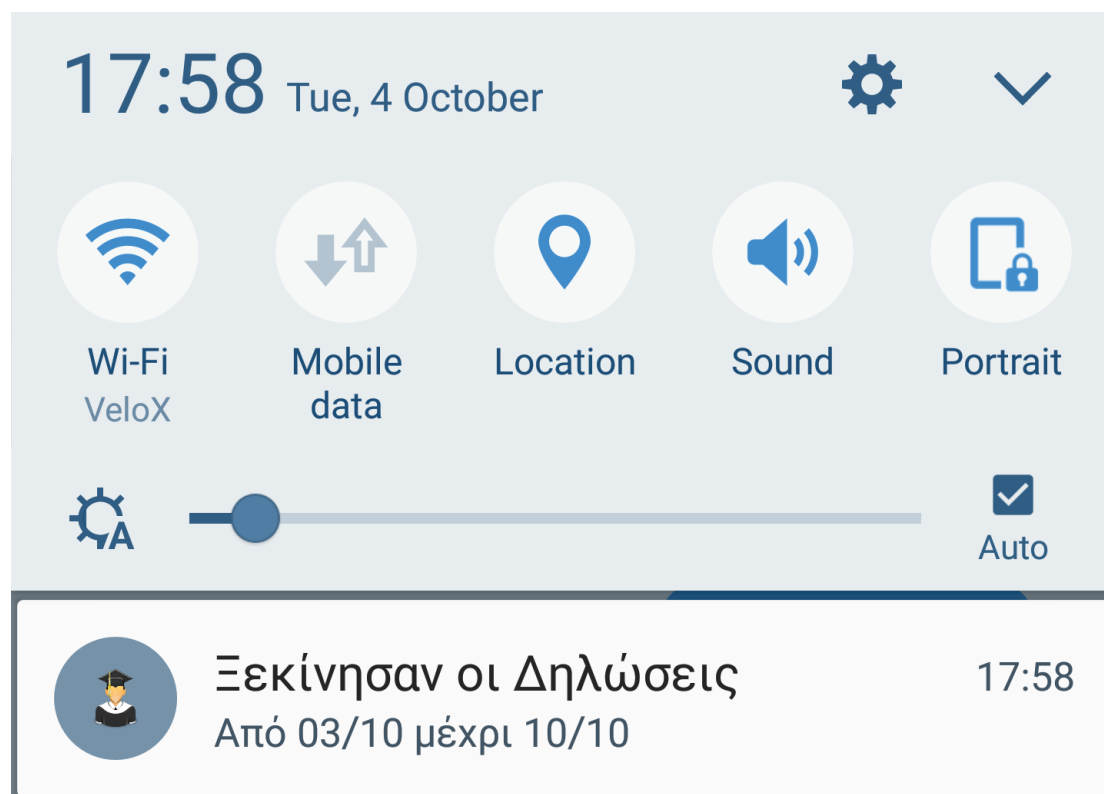 17:58 Tue, 4 October
Wi-Fi
VeloX
Mobile
data
Location
Sound
Portrait
A
Auto
Ξεκίνησαν οι Δηλώσεις 17:58
Από 03/10 μέχρι 10/10